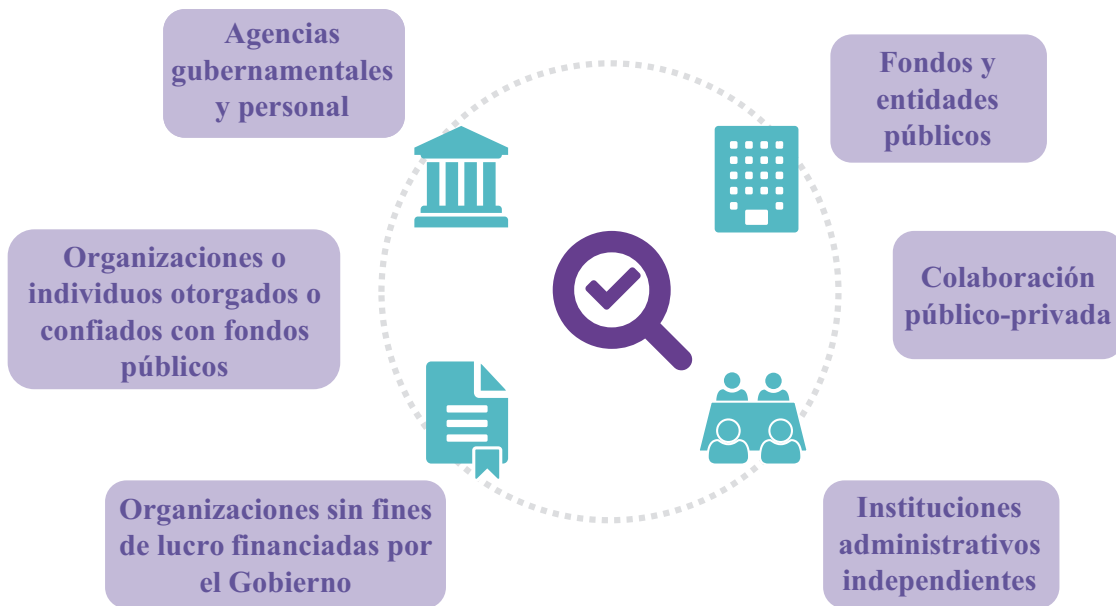 Agencias
gubernamentales
y personal
Fondos y
entidades
públicos
Organizaciones o
individuos otorgados o
confiados con fondos
públicos
Colaboración
público-privada
Organizaciones sin fines
de lucro financiadas por
el Gobierno
Instituciones
administrativos
independientes